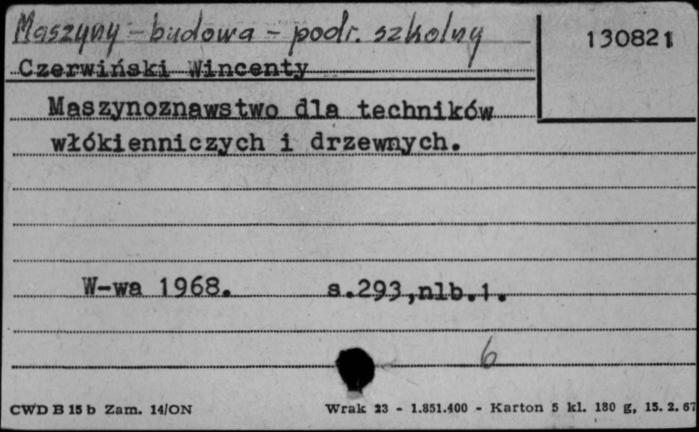 Maszyny - budowa - podr. szkolny
130821
Czerwiński Wincenty
Maszynoznawstwo dla techników
włókienniczych i drzewnych.
W-wa 1968. s.293,nlb.1.
6
CWD B 15 b Zam. 14/ON Wrak 23 - 1.851.400 - Karton 5 kl. 180 g, 15. 2. 67